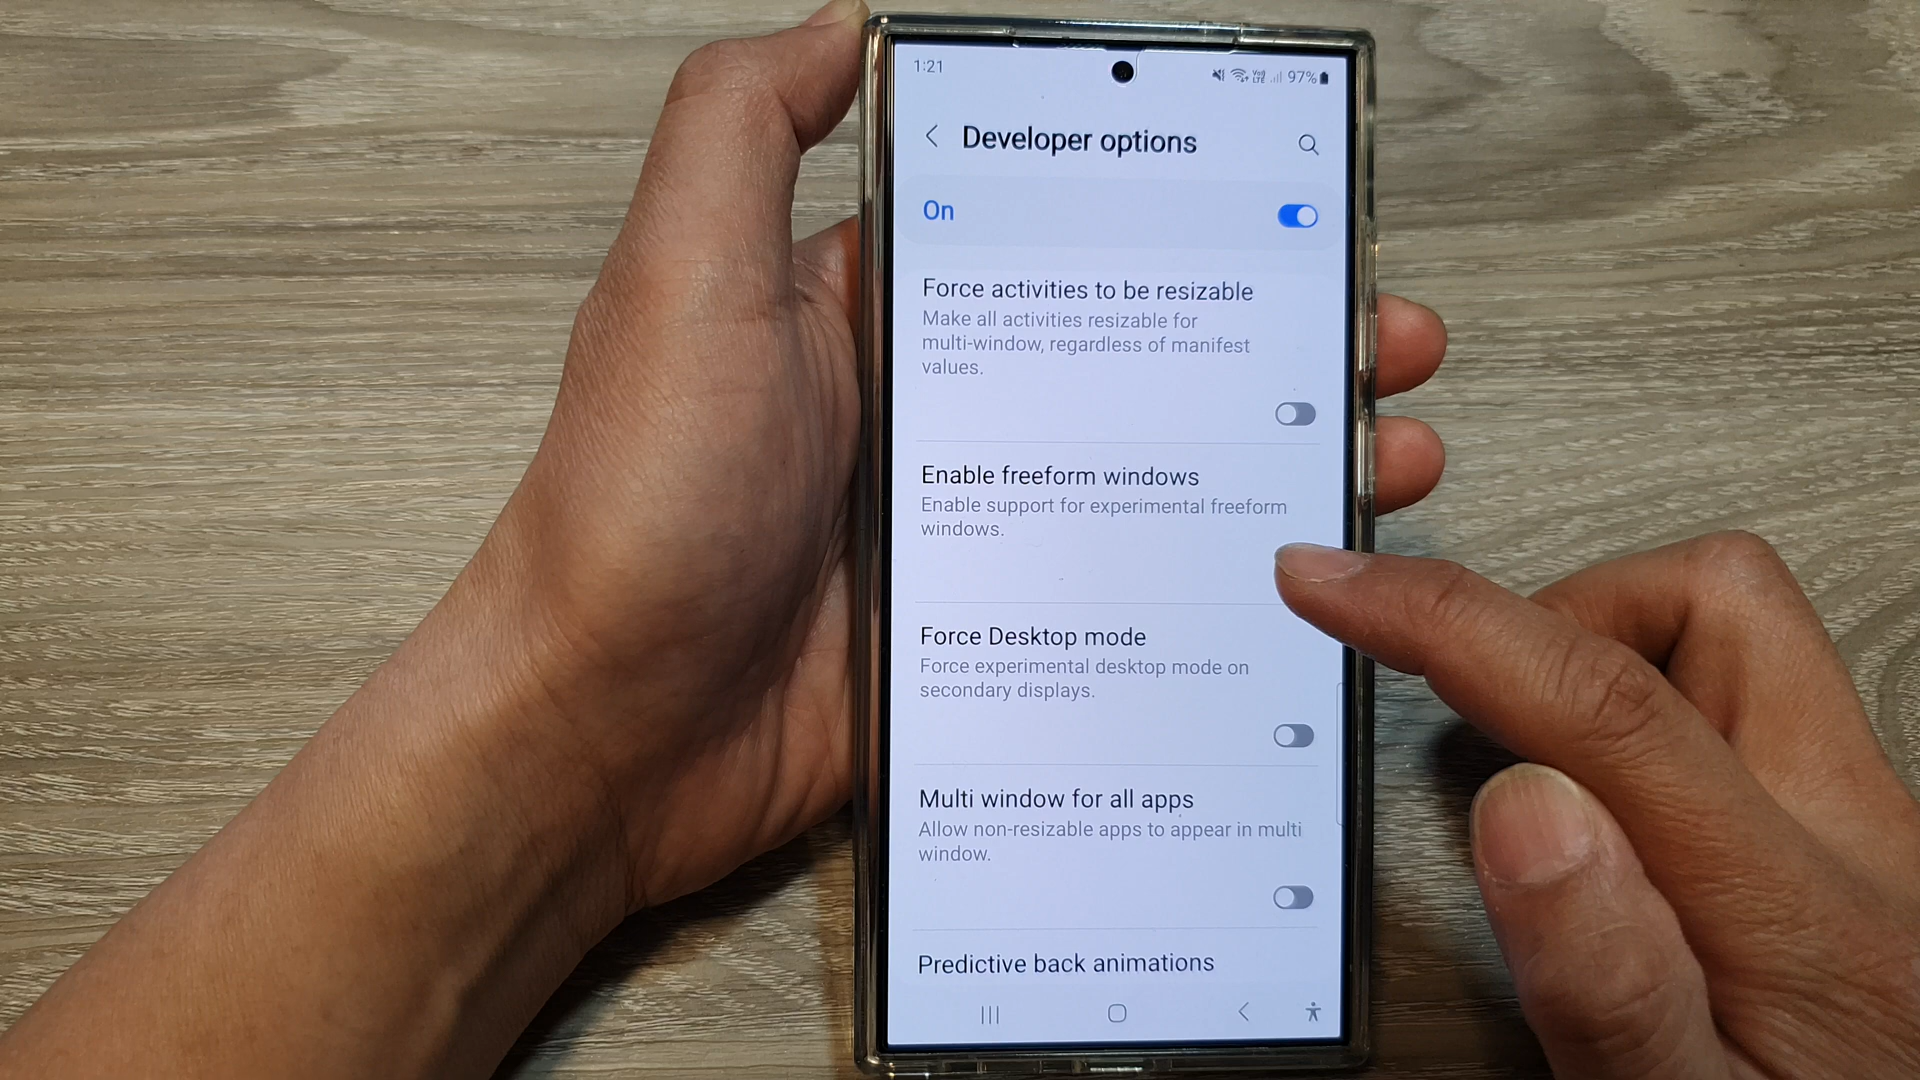 1:21
Vo)
LTE
97%
Developer options
On
Force activities to be resizable
Make all activities resizable for
multi-window, regardless of manifest
values.
Enable freeform windows
Enable support for experimental freeform
windows.
Force Desktop mode
Force experimental desktop mode on
secondary displays.
Multi window for all apps
Allow non-resizable apps to appear in multi
window.
Predictive back animations